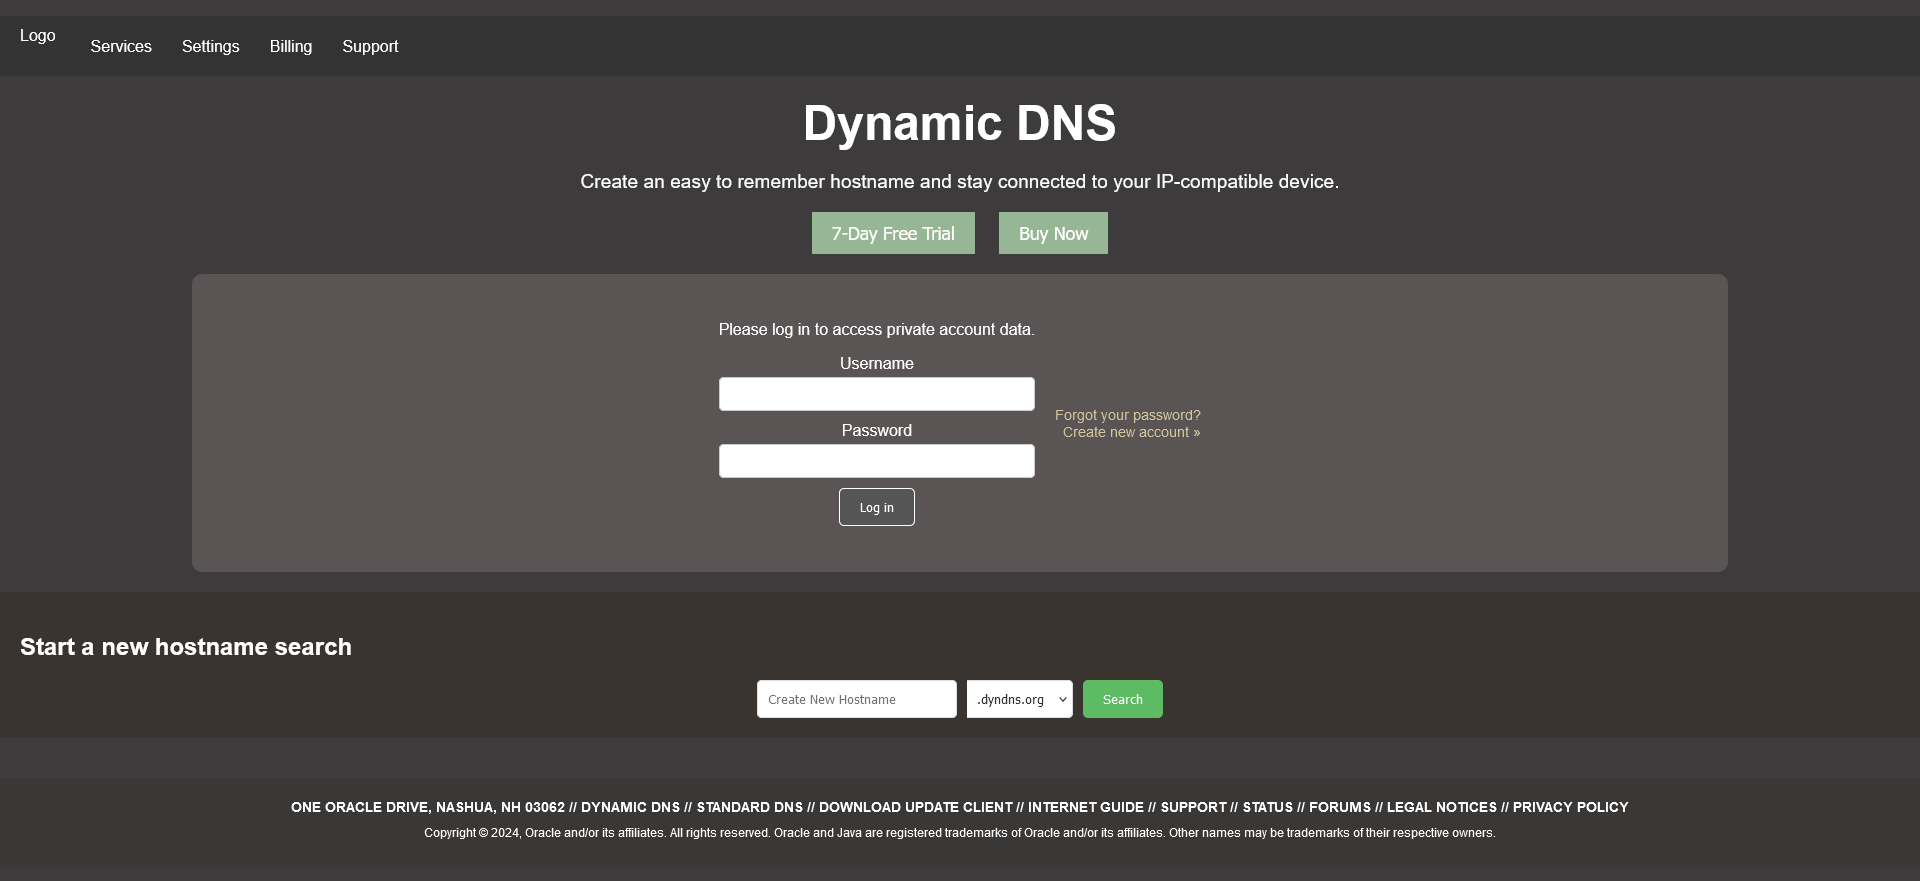 Logo
Services Settings Billing Support
Dynamic DNS
Create an easy to remember hostname and stay connected to your IP-compatible device.
7-Day Free Trial Buy Now
Please log in to access private account data.
Username
Forgot your password?
Password
Create new account »
Log in
Start a new hostname search
Create New Hostname .dyndns.org Search
ONE ORACLE DRIVE, NASHUA, NH 03062 // DYNAMIC DNS // STANDARD DNS // DOWNLOAD UPDATE CLIENT // INTERNET GUIDE // SUPPORT // STATUS // FORUMS // LEGAL NOTICES // PRIVACY POLICY
Copyright © 2024, Oracle and/or its affiliates. All rights reserved. Oracle and Java are registered trademarks of Oracle and/or its affiliates. Other names may be trademarks of their respective owners.